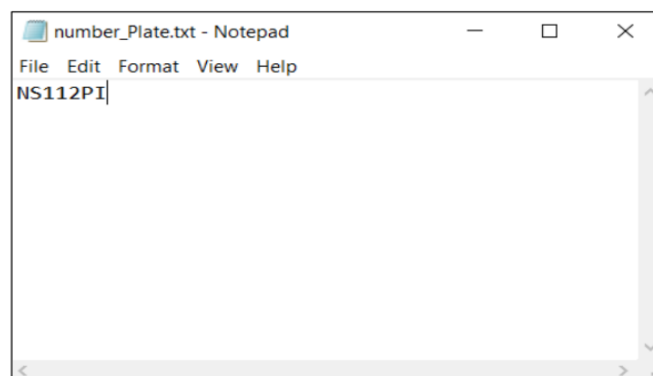 number_Plate.txt - Notepad
File Edit Format View Help
NS112PI